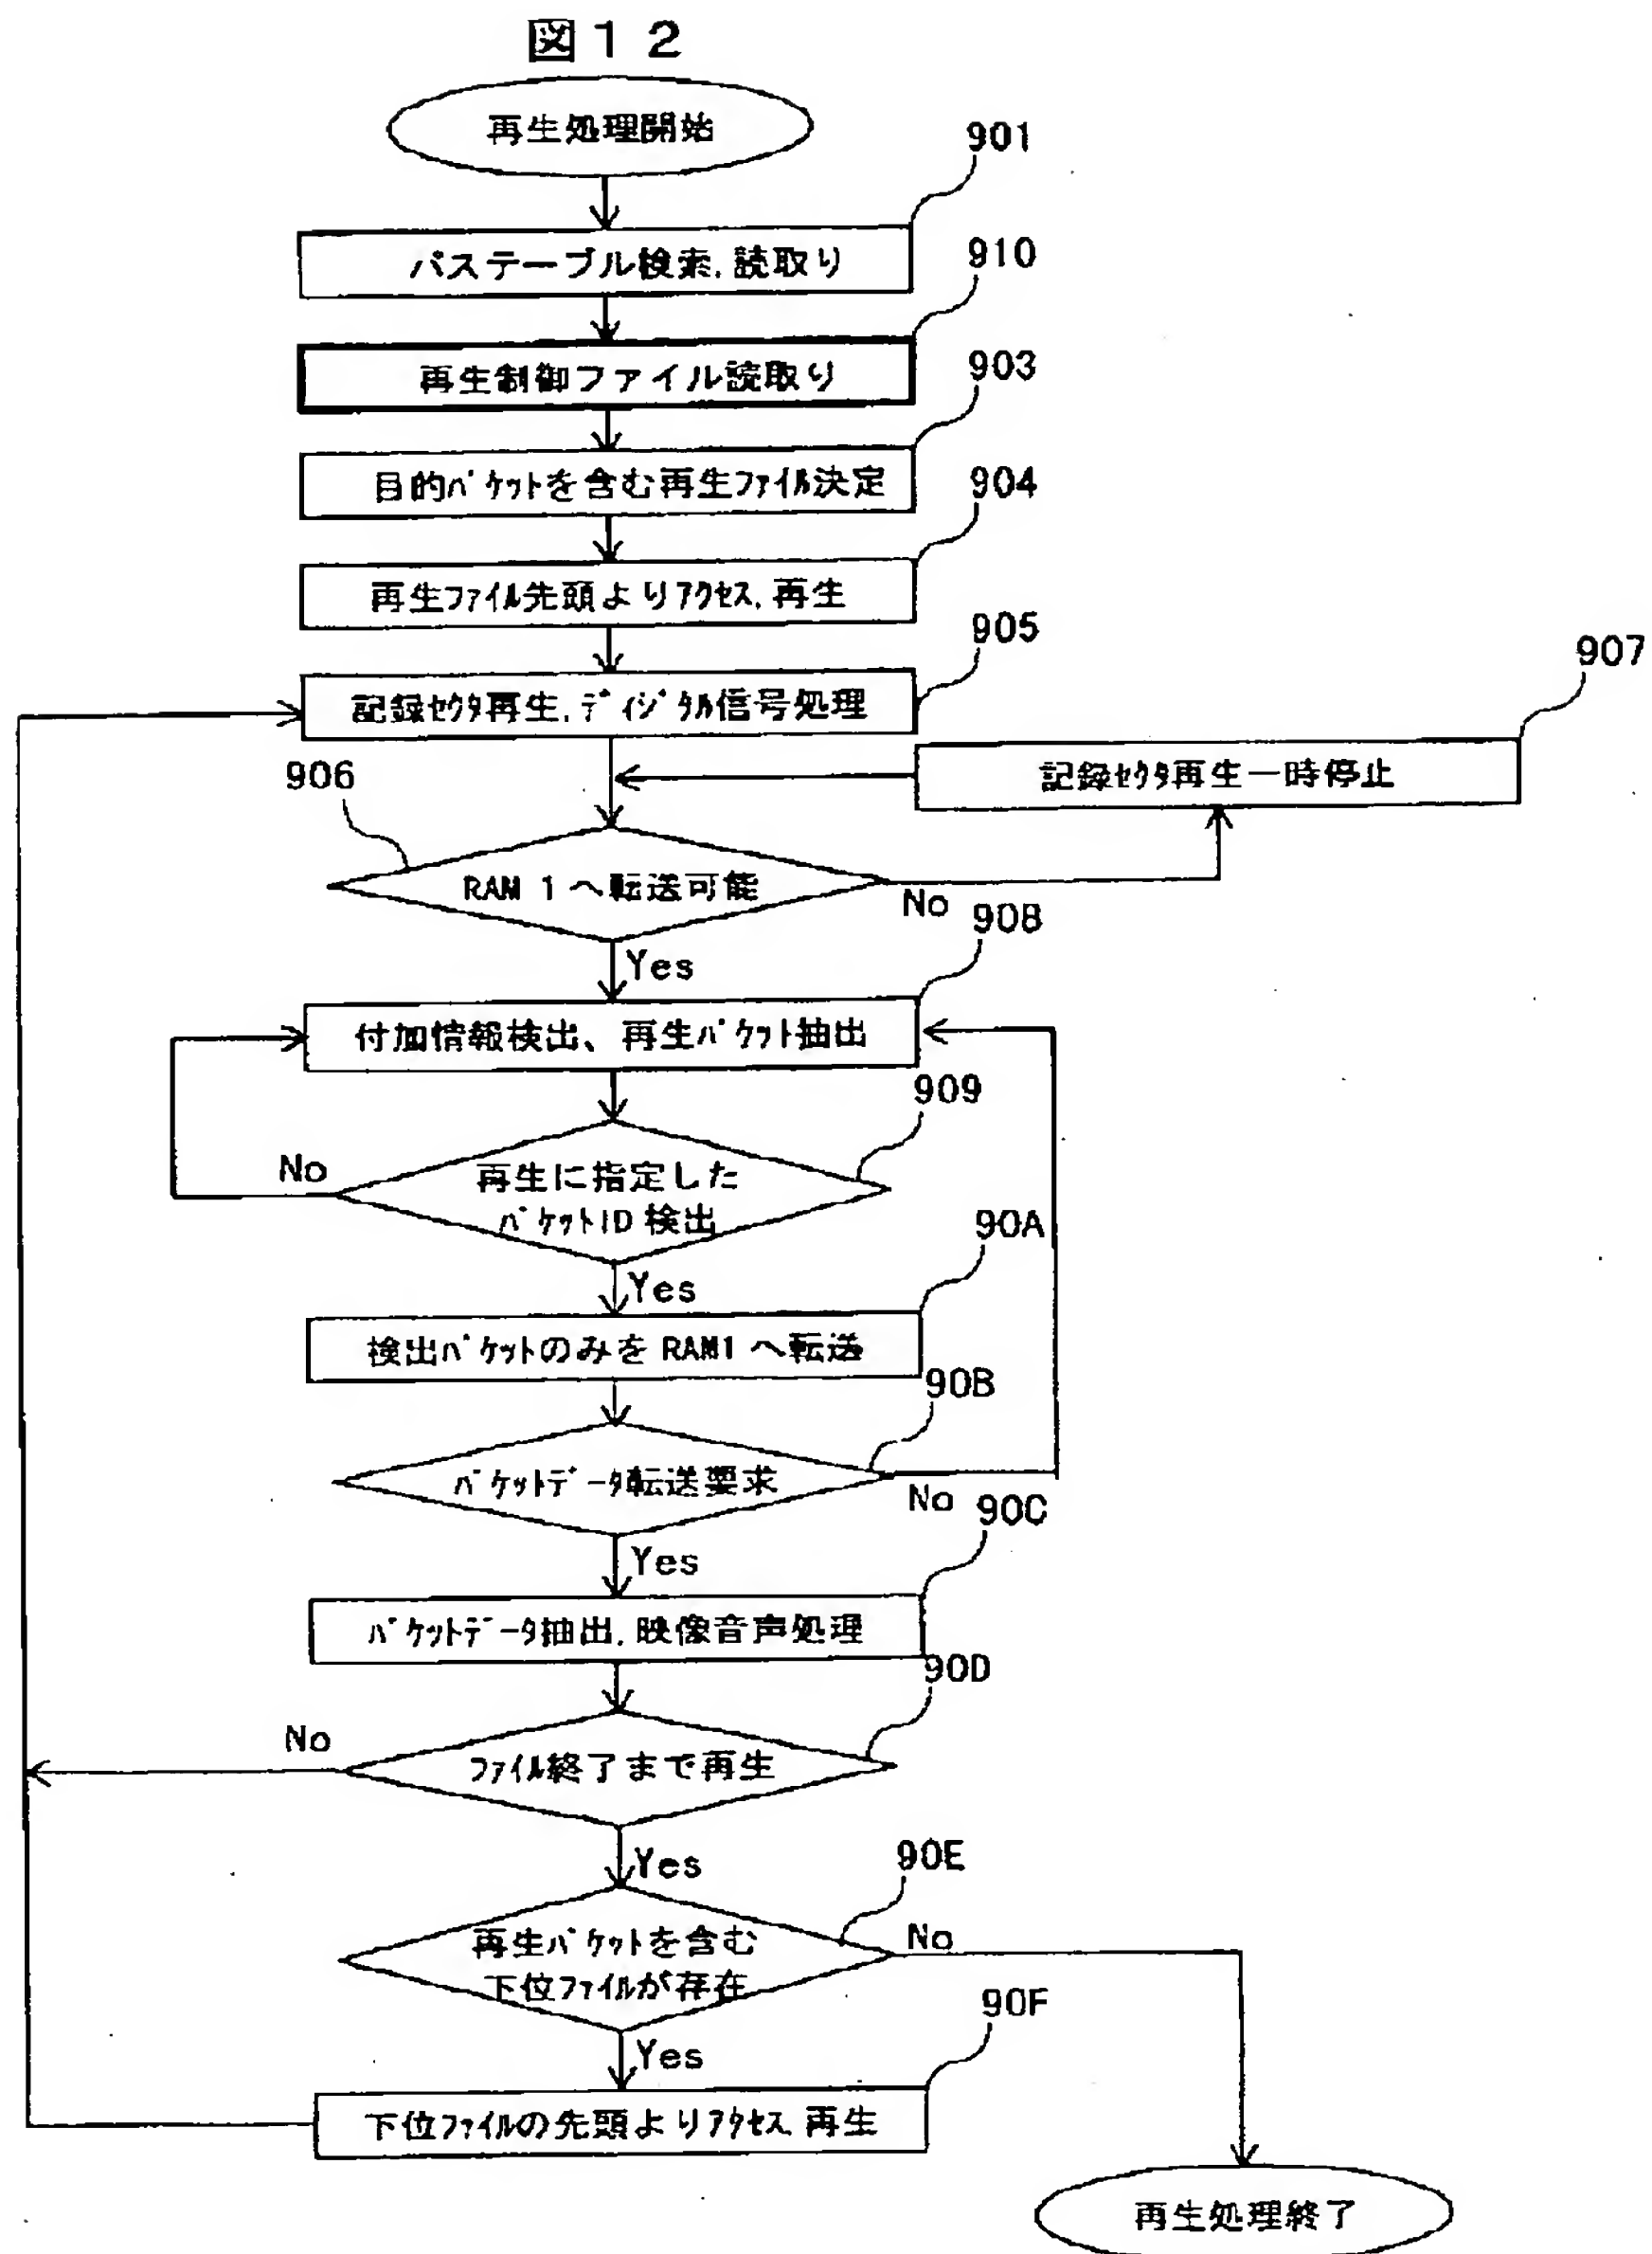 図12
再生処理開始
901
パステーブル検索,読取り
910
再生制御ファイル読取り
903
目的パケットを含む再生ファイル決定
904
再生ファイル先頭よりアクセス,再生
905
記録セクタ再生,ディジタル信号処理
907
記録セクタ再生一時停止
906
RAM 1 へ転送可能
No
Yes
908
付加情報検出、再生パケット抽出
909
再生に指定した
パケットID 検出
No
Yes
90A
検出パケットのみを RAM1 へ転送
90B
パケットデータ転送要求
No
Yes
90C
パケットデータ抽出,映像音声処理
90D
ファイル終了まで再生
No
Yes
90E
再生パケットを含む
下位ファイルが存在
No
Yes
90F
下位ファイルの先頭よりアクセス,再生
再生処理終了